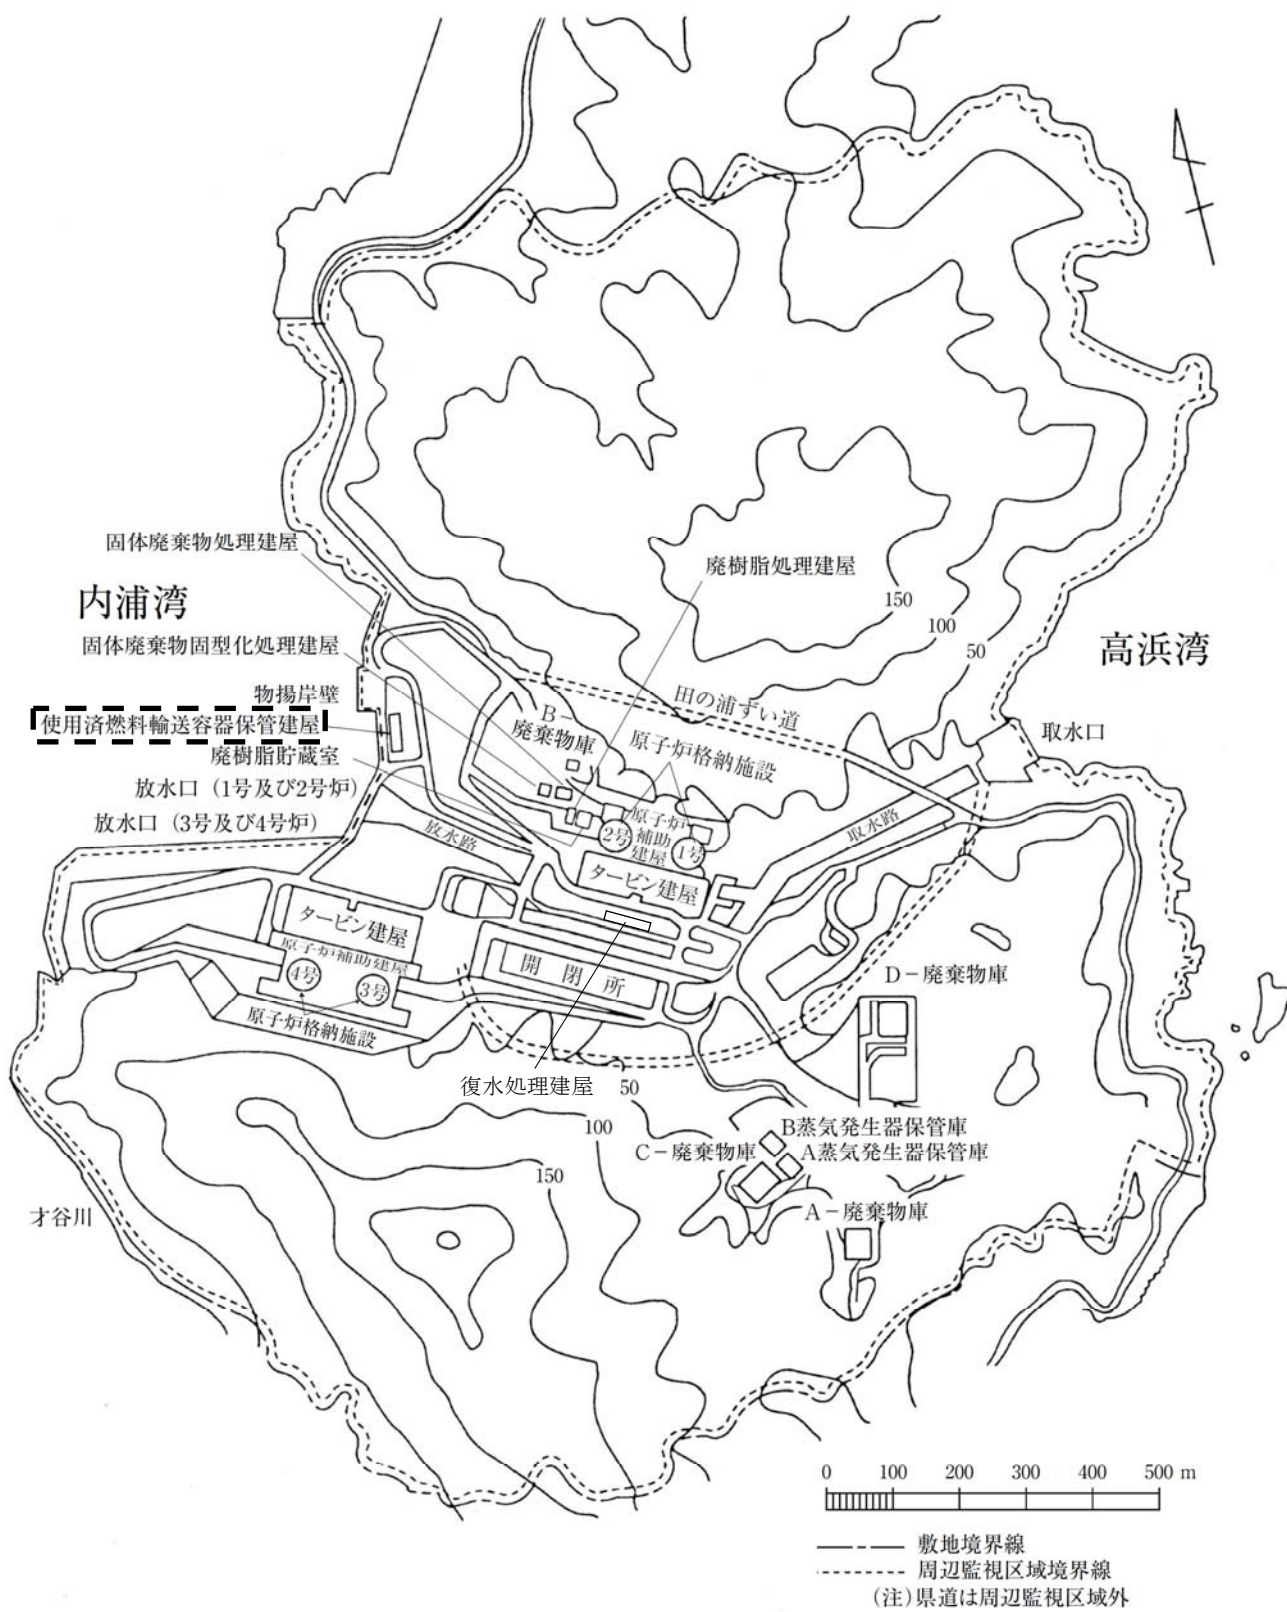 固体廃棄物処理建屋
廃樹脂処理建屋
内浦湾
150
100
50
固体廃棄物固型化処理建屋
高浜湾
物揚岸壁
田の浦ずい道
使用済燃料輸送容器保管建屋
B－
廃棄物庫
原子炉格納施設
取水口
廃樹脂貯蔵室
放水口（1号及び2号炉）
放水口（3号及び4号炉）
放水路
原子炉
補助
建屋
2号
1号
取水路
タービン建屋
タービン建屋
原子炉補助建屋
4号
3号
開閉所
D－廃棄物庫
原子炉格納施設
復水処理建屋
50
100
150
B蒸気発生器保管庫
C－廃棄物庫
A蒸気発生器保管庫
A－廃棄物庫
才谷川
0 100 200 300 400 500 m
敷地境界線
周辺監視区域境界線
（注）県道は周辺監視区域外